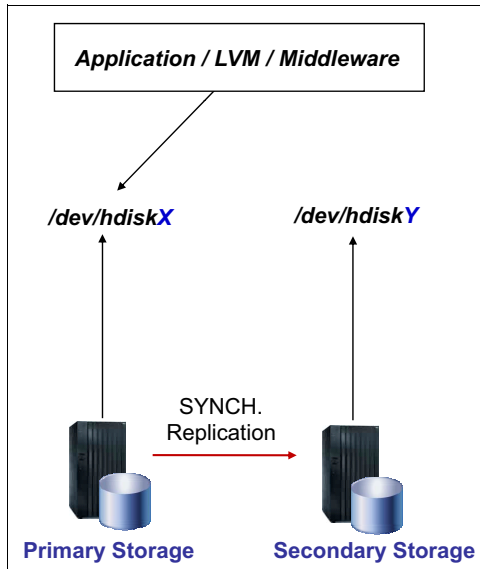 Application / LVM / Middleware
/dev/hdiskX
/dev/hdiskY
SYNCH.
Replication
Primary Storage
Secondary Storage